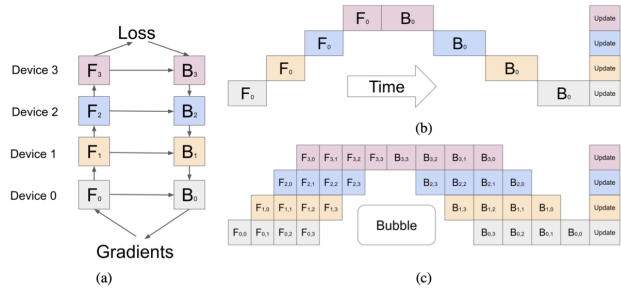 Loss
Device 3 F3 B3
Device 2 F2 B2
Device 1 F1 B1
Device 0 F0 B0
Gradients
(a)
F0 B0 Update
F0 B0 Update
F0 B0 Update
F0 B0 Update
Time
(b)
F3,0 F3,1 F3,2 F3,3 B3,3 B3,2 B3,1 B3,0 Update
F2,0 F2,1 F2,2 F2,3 B2,3 B2,2 B2,1 B2,0 Update
F1,0 F1,1 F1,2 F1,3 B1,3 B1,2 B1,1 B1,0 Update
F0,0 F0,1 F0,2 F0,3 B0,3 B0,2 B0,1 B0,0 Update
Bubble
(c)